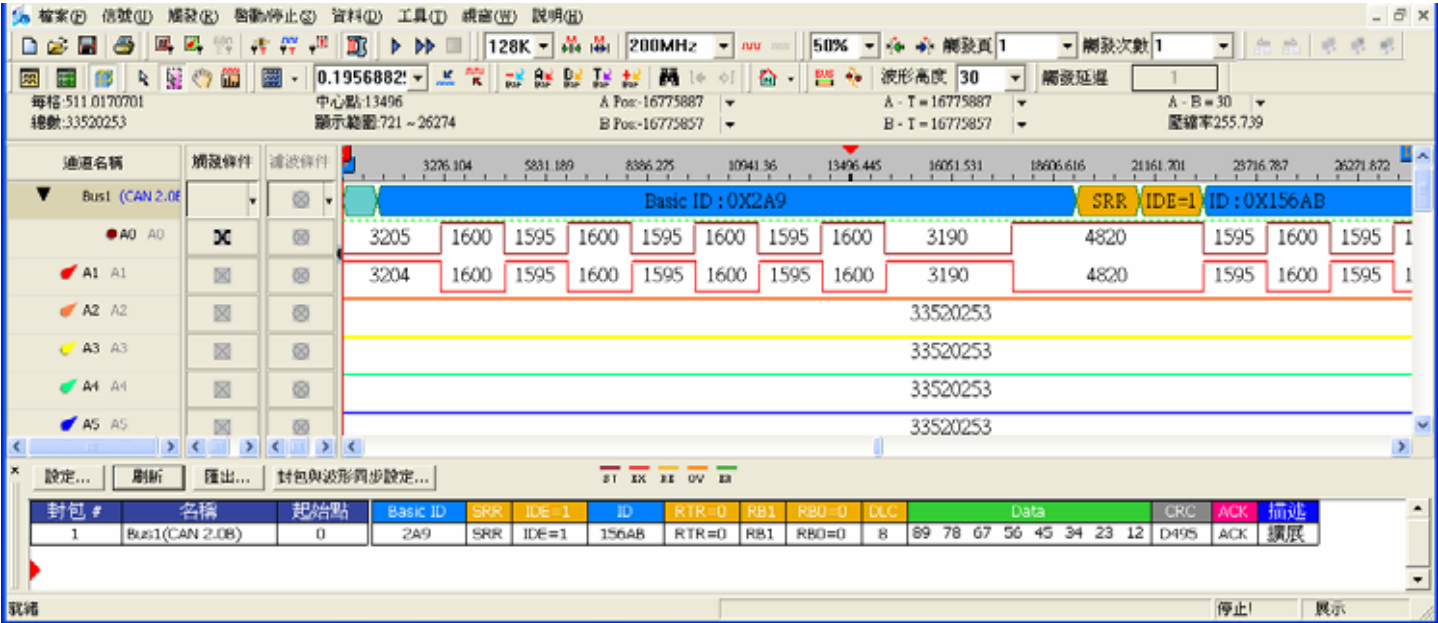 檔案(F) 信號(U) 觸發(R) 啓動/停止(S) 資料(D) 工具(T) 視窗(W) 說明(H)
128K 200MHz 50% 觸發頁 1 觸發次數 1
0.1956882 波形高度 30 觸發延遲 1
每格:511.0170701 中心點:13496 A Pos:-16775887 A - T = 16775887 A - B = 30
總數:33520253 顯示範圍:721 ~ 26274 B Pos:-16775857 B - T = 16775857 壓縮率255.739
通道名稱 觸發條件 濾波條件 3276.104 5831.189 8386.275 10941.36 13496.445 16051.531 18606.616 21161.701 23716.787 26271.872
Bus1 (CAN 2.0B Basic ID : 0X2A9 SRR IDE=1 ID : 0X156AB
A0 A0 3205 1600 1595 1600 1595 1600 1595 1600 3190 4820 1595 1600 1595 1
A1 A1 3204 1600 1595 1600 1595 1600 1595 1600 3190 4820 1595 1600 1595 1
A2 A2 33520253
A3 A3 33520253
A4 A4 33520253
A5 A5 33520253
設定... 刷新 匯出... 封包與波形同步設定...
封包 # 名稱 起始點 Basic ID SRR IDE=1 ID RTR=0 RB1 RB0=0 DLC Data CRC ACK 描述
1 Bus1(CAN 2.0B) 0 2A9 SRR IDE=1 156AB RTR=0 RB1 RB0=0 8 89 78 67 56 45 34 23 12 D495 ACK 擴展
就緒 停止! 展示